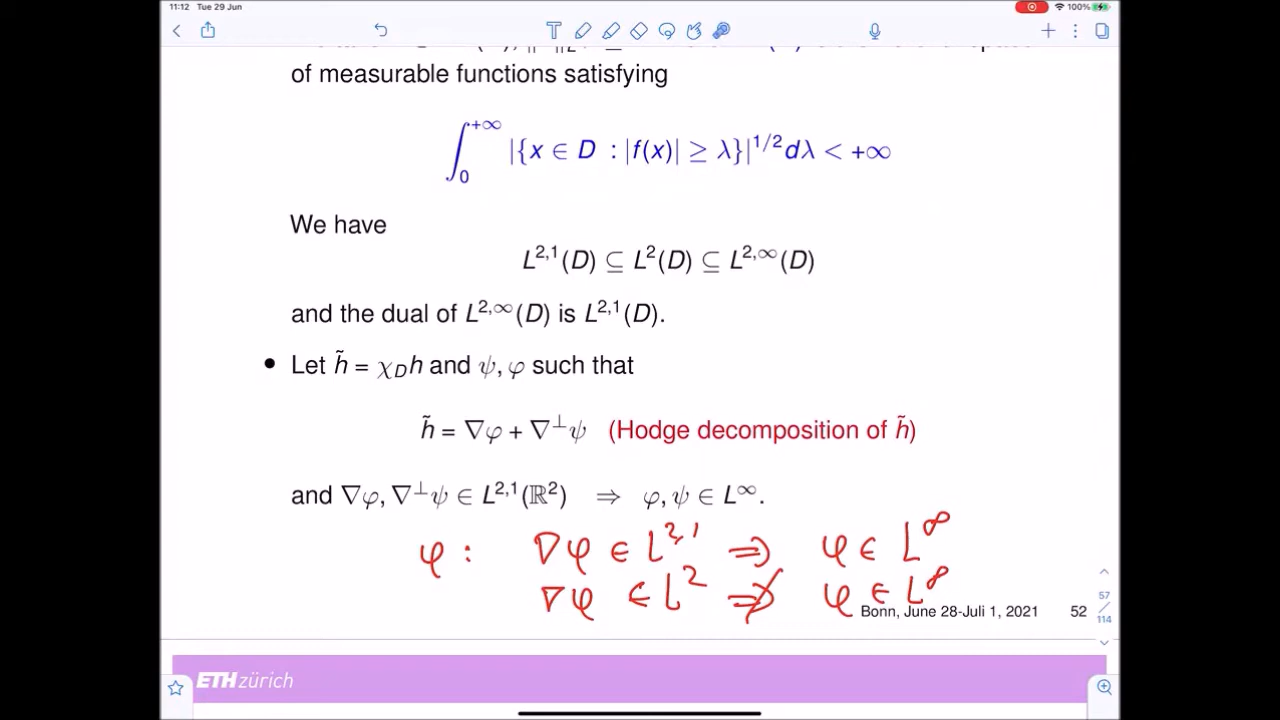 11:12 Tue 29 Jun
100%
of measurable functions satisfying
∫₀^{+∞} |{x ∈ D : |f(x)| ≥ λ}|^{1/2} dλ < +∞
We have
L^{2,1}(D) ⊆ L²(D) ⊆ L^{2,∞}(D)
and the dual of L^{2,∞}(D) is L^{2,1}(D).
• Let h̃ = χ_D h and ψ, φ such that
h̃ = ∇φ + ∇^⊥ψ (Hodge decomposition of h̃)
and ∇φ, ∇^⊥ψ ∈ L^{2,1}(ℝ²) ⇒ φ, ψ ∈ L^∞.
φ : ∇φ ∈ L^{2,1} ⇒ φ ∈ L^∞
∇φ ∈ L² ⇏ φ ∈ L^∞
Bonn, June 28-Juli 1, 2021 52
57 / 114
ETH zürich